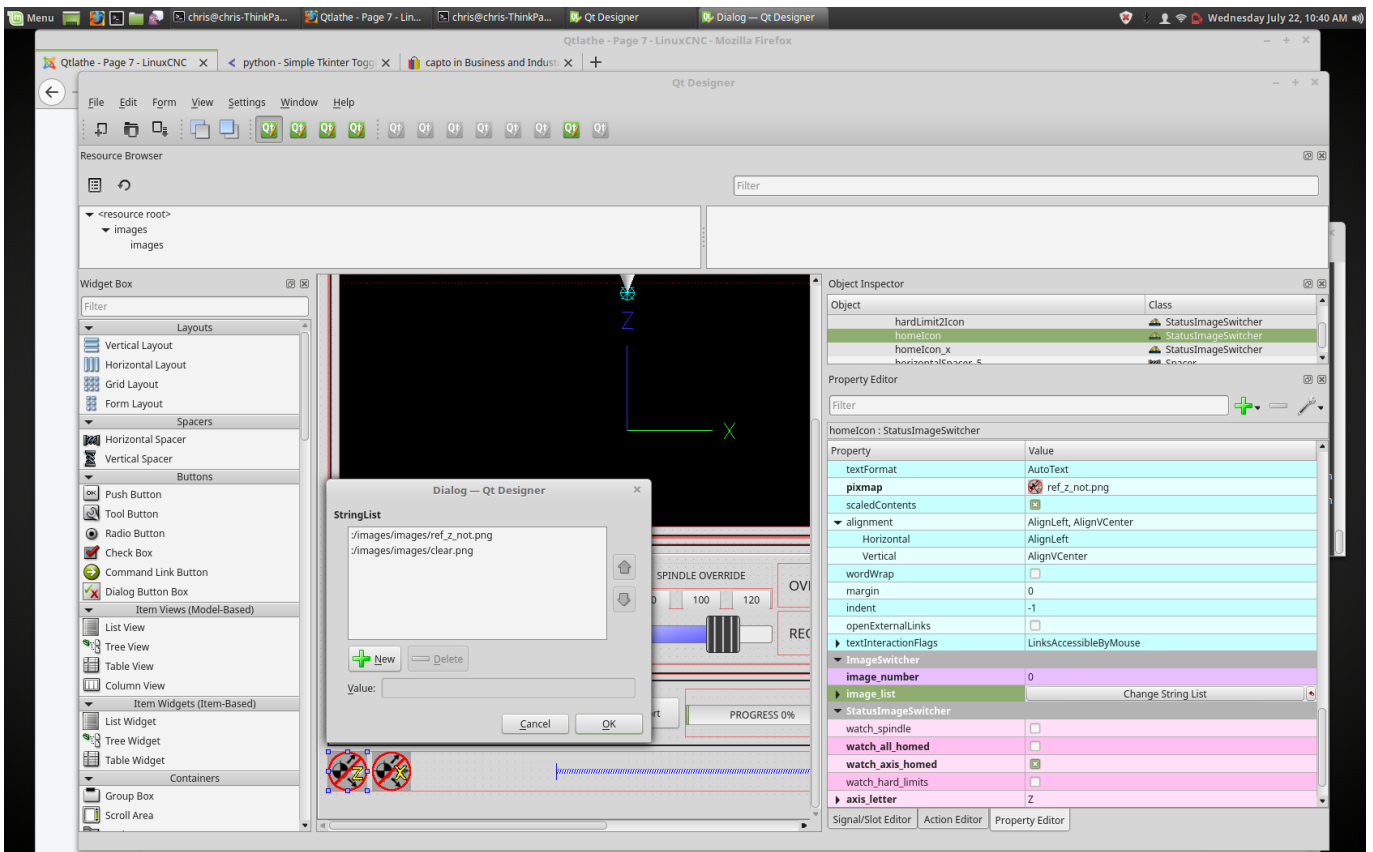 Menu chris@chris-ThinkPa... Qtlathe - Page 7 - Lin... chris@chris-ThinkPa... Qt Designer Dialog — Qt Designer Wednesday July 22, 10:40 AM
Qtlathe - Page 7 - LinuxCNC - Mozilla Firefox
Qtlathe - Page 7 - LinuxCNC X python - Simple Tkinter Togg X capto in Business and Indust X
Qt Designer
File Edit Form View Settings Window Help
Resource Browser
Filter
<resource root>
images
images
Widget Box
Filter
Layouts
Vertical Layout
Horizontal Layout
Grid Layout
Form Layout
Spacers
Horizontal Spacer
Vertical Spacer
Buttons
Push Button
Tool Button
Radio Button
Check Box
Command Link Button
Dialog Button Box
Item Views (Model-Based)
List View
Tree View
Table View
Column View
Item Widgets (Item-Based)
List Widget
Tree Widget
Table Widget
Containers
Group Box
Scroll Area
Z
X
Dialog — Qt Designer
StringList
:/images/images/ref_z_not.png
:/images/images/clear.png
New Delete
Value:
Cancel OK
SPINDLE OVERRIDE
0 100 120
OVI
REC
rt
PROGRESS 0%
Z X
Object Inspector
Object Class
hardLimit2Icon StatusImageSwitcher
homeIcon StatusImageSwitcher
homeIcon_x StatusImageSwitcher
horizontalSpacer_5 Spacer
Property Editor
Filter
homeIcon : StatusImageSwitcher
Property Value
textFormat AutoText
pixmap ref_z_not.png
scaledContents
alignment AlignLeft, AlignVCenter
Horizontal AlignLeft
Vertical AlignVCenter
wordWrap
margin 0
indent -1
openExternalLinks
textInteractionFlags LinksAccessibleByMouse
ImageSwitcher
image_number 0
image_list Change String List
StatusImageSwitcher
watch_spindle
watch_all_homed
watch_axis_homed
watch_hard_limits
axis_letter Z
Signal/Slot Editor Action Editor Property Editor